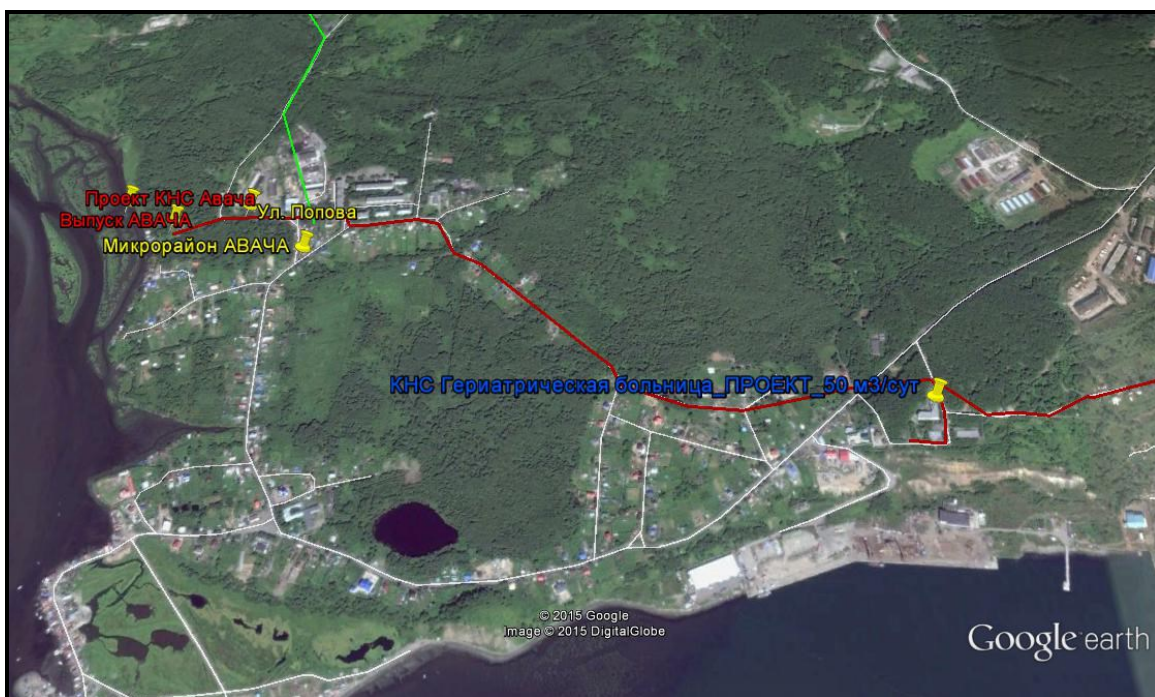 Проект КНС Авача
Выпуск АВАЧА
Ул. Попова
Микрорайон АВАЧА
КНС Гериатрическая больница_ПРОЕКТ_50 м3/сут
© 2015 Google
Image © 2015 DigitalGlobe
Google earth